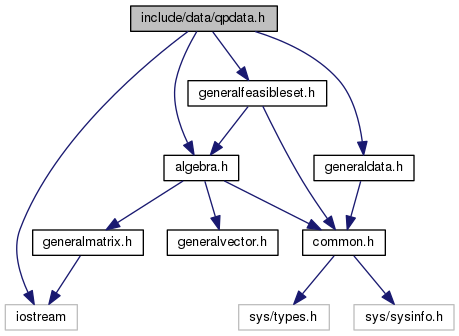 include/data/qpdata.h
generalfeasibleset.h
algebra.h
generaldata.h
generalmatrix.h
generalvector.h
common.h
iostream
sys/types.h
sys/sysinfo.h